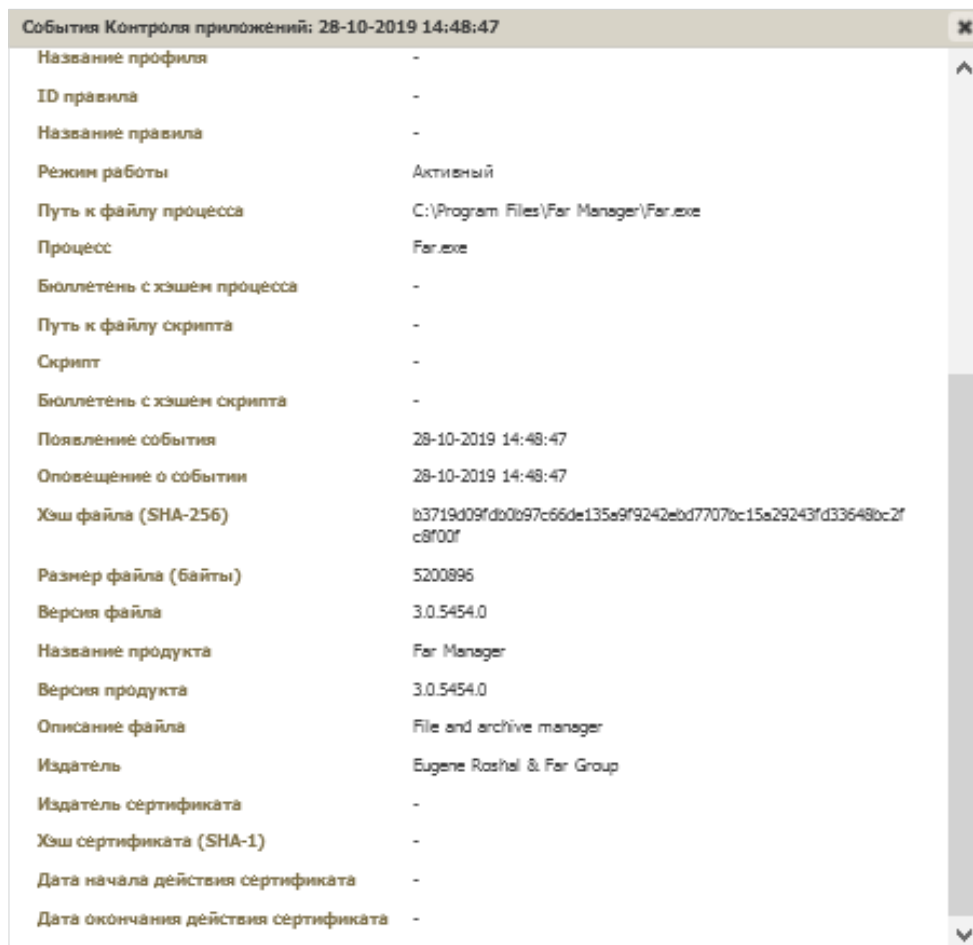 События Контроля приложений: 28-10-2019 14:48:47
Название профиля -
ID правила -
Название правила -
Режим работы Активный
Путь к файлу процесса C:\Program Files\Far Manager\Far.exe
Процесс Far.exe
Бюллетень с хэшем процесса -
Путь к файлу скрипта -
Скрипт -
Бюллетень с хэшем скрипта -
Появление события 28-10-2019 14:48:47
Оповещение о событии 28-10-2019 14:48:47
Хэш файла (SHA-256) b3719d09fdb0b97c66de135a9f9242ebd7707bc15a29243fd33648bc2f
c8f00f
Размер файла (байты) 5200896
Версия файла 3.0.5454.0
Название продукта Far Manager
Версия продукта 3.0.5454.0
Описание файла File and archive manager
Издатель Eugene Roshal & Far Group
Издатель сертификата -
Хэш сертификата (SHA-1) -
Дата начала действия сертификата -
Дата окончания действия сертификата -